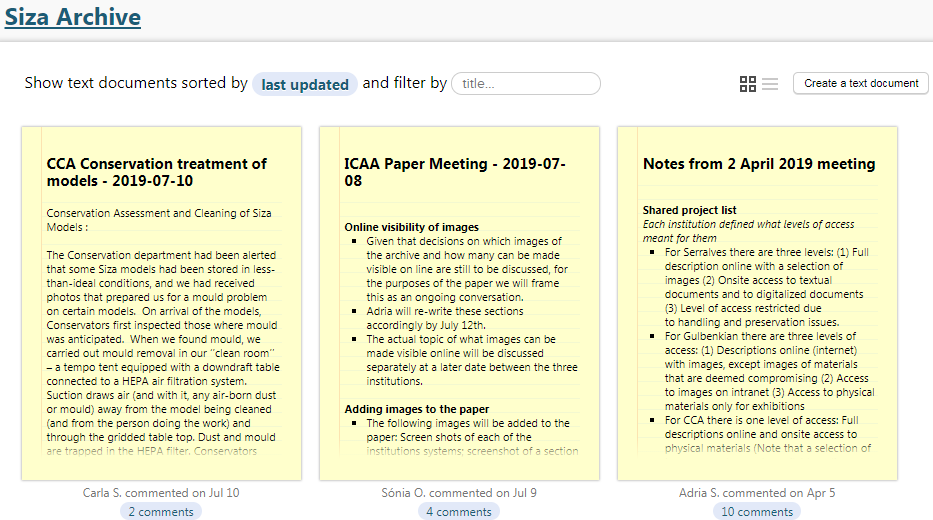 Siza Archive
Show text documents sorted by last updated and filter by title... Create a text document
CCA Conservation treatment of
models - 2019-07-10
Conservation Assessment and Cleaning of Siza
Models :
The Conservation department had been alerted
that some Siza models had been stored in less-
than-ideal conditions, and we had received
photos that prepared us for a mould problem
on certain models. On arrival of the models,
Conservators first inspected those where mould
was anticipated. When we found mould, we
carried out mould removal in our "clean room"
– a tempo tent equipped with a downdraft table
connected to a HEPA air filtration system.
Suction draws air (and with it, any air-born dust
or mould) away from the model being cleaned
(and from the person doing the work) and
through the gridded table top. Dust and mould
are trapped in the HEPA filter. Conservators
Carla S. commented on Jul 10
2 comments
ICAA Paper Meeting - 2019-07-
08
Online visibility of images
▪ Given that decisions on which images of
the archive and how many can be made
visible on line are still to be discussed, for
the purposes of the paper we will frame
this as an ongoing conversation.
▪ Adria will re-write these sections
accordingly by July 12th.
▪ The actual topic of what images can be
made visible online will be discussed
separately at a later date between the three
institutions.
Adding images to the paper
▪ The following images will be added to the
paper: Screen shots of each of the
institutions systems; screenshot of a section
Sónia O. commented on Jul 9
4 comments
Notes from 2 April 2019 meeting
Shared project list
Each institution defined what levels of access
meant for them
▪ For Serralves there are three levels: (1) Full
description online with a selection of
images (2) Onsite access to textual
documents and to digitalized documents
(3) Level of access restricted due
to handling and preservation issues.
▪ For Gulbenkian there are three levels of
access: (1) Descriptions online (internet)
with images, except images of materials
that are deemed compromising (2) Access
to images on intranet (3) Access to physical
materials only for exhibitions
▪ For CCA there is one level of access: Full
descriptions online and onsite access to
physical materials (Note that a selection of
Adria S. commented on Apr 5
10 comments